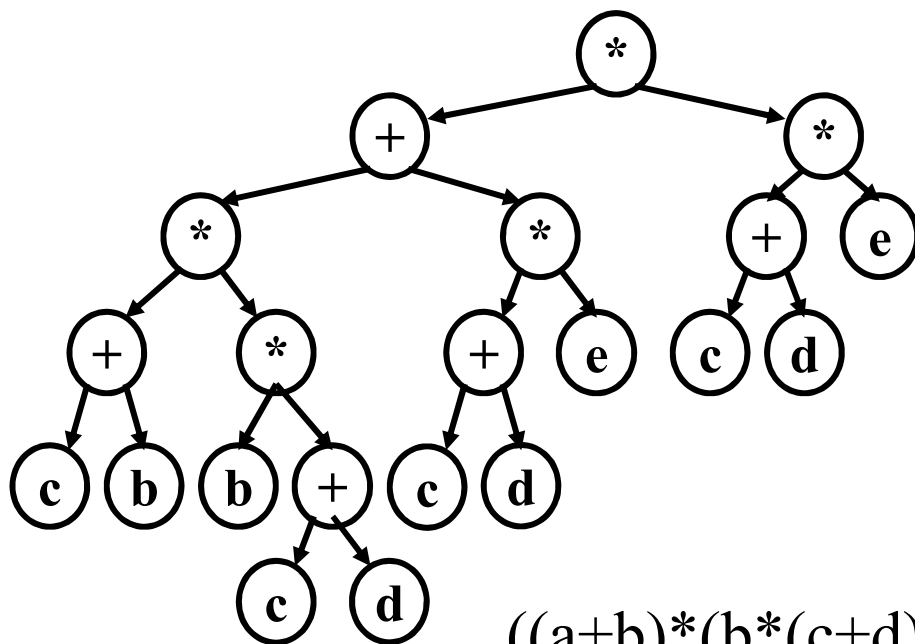 *
+ *
* * + e
+ * + e c d
c b b + c d
c d
((a+b)*(b*(c+d)